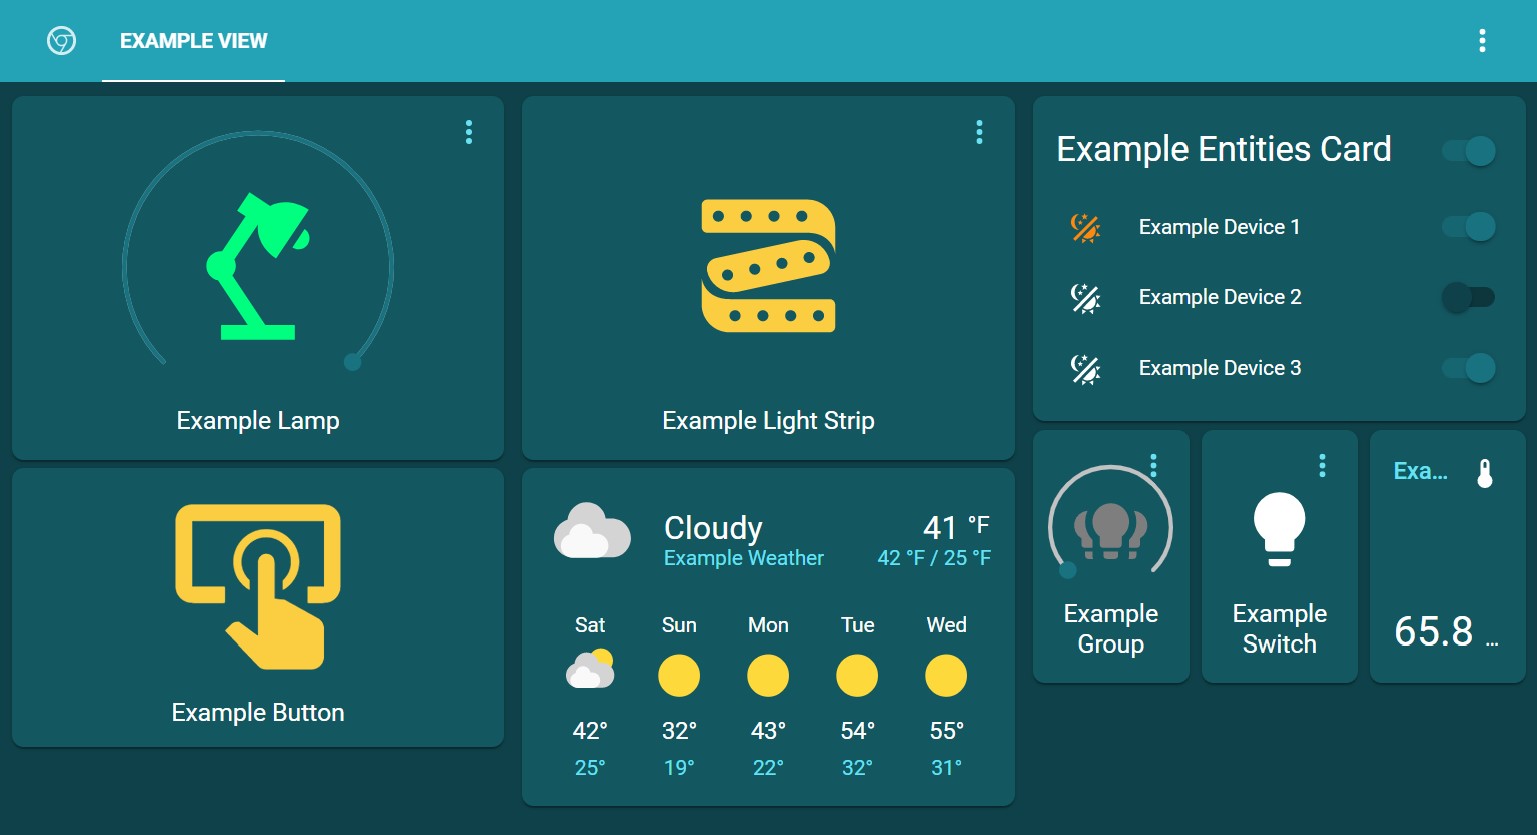 EXAMPLE VIEW
Example Lamp
Example Light Strip
Example Entities Card
Example Device 1
Example Device 2
Example Device 3
Example Button
Cloudy
41 °F
Example Weather
42 °F / 25 °F
Sat Sun Mon Tue Wed
42° 32° 43° 54° 55°
25° 19° 22° 32° 31°
Example
Group
Example
Switch
Exa...
65.8 ...